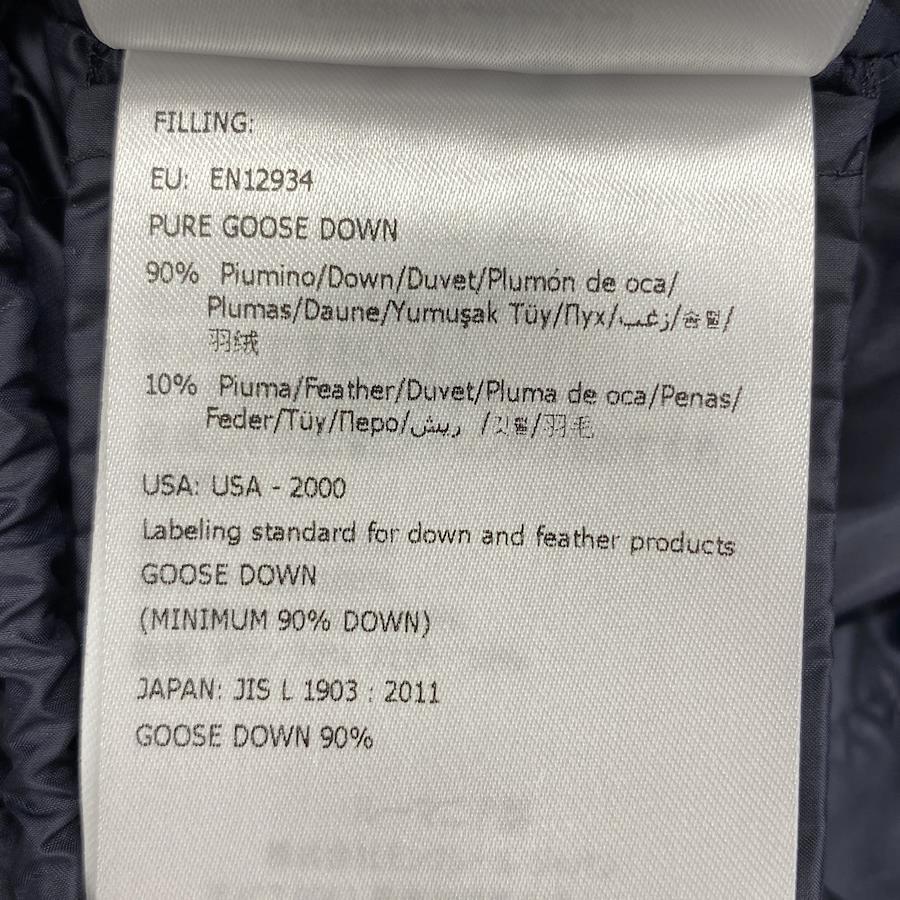 FILLING:
EU: EN12934
PURE GOOSE DOWN
90% Piumino/Down/Duvet/Plumón de oca/
Plumas/Daune/Yumuşak Tüy/Пух/زغب/솜털/
羽绒
10% Piuma/Feather/Duvet/Pluma de oca/Penas/
Feder/Tüy/Перо/ريش /깃털/羽毛
USA: USA - 2000
Labeling standard for down and feather products
GOOSE DOWN
(MINIMUM 90% DOWN)
JAPAN: JIS L 1903 : 2011
GOOSE DOWN 90%